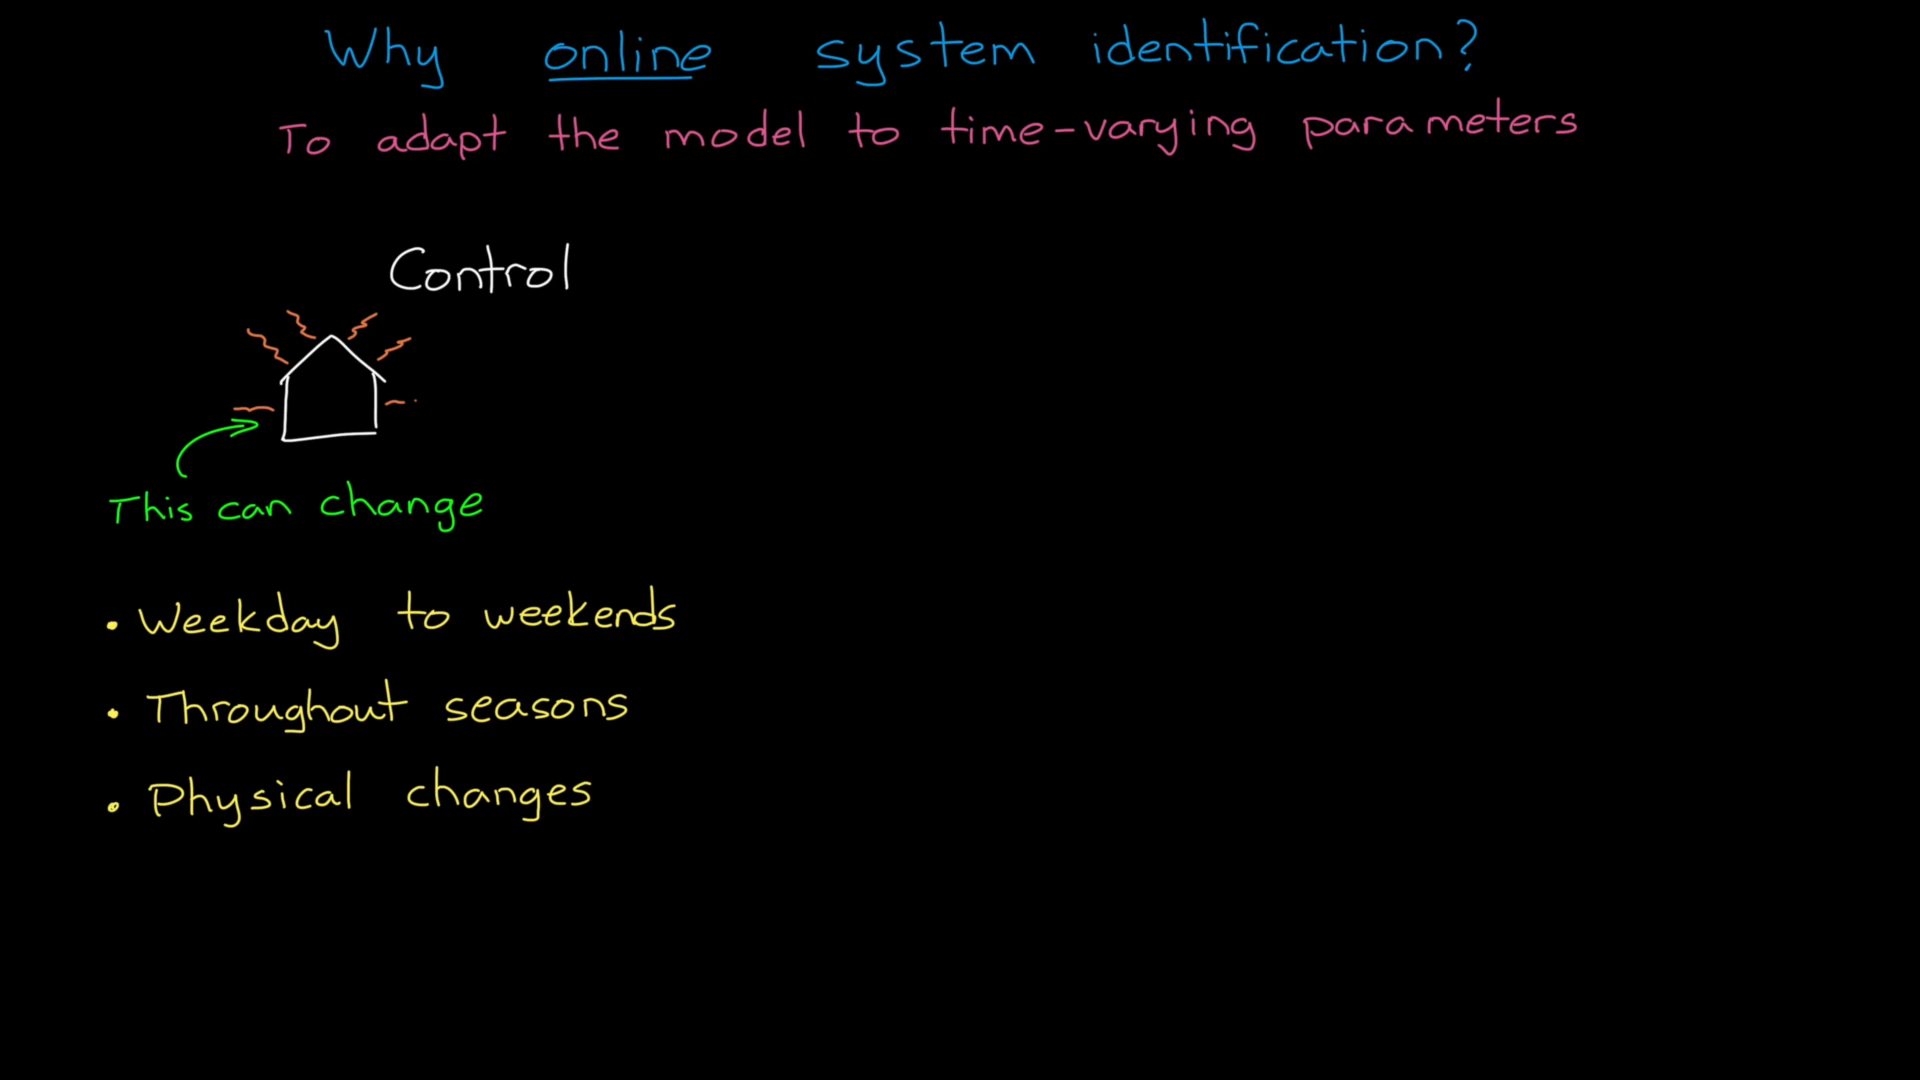 Why online system identification?
To adapt the model to time-varying parameters
Control
This can change
• Weekday to weekends
• Throughout seasons
• Physical changes